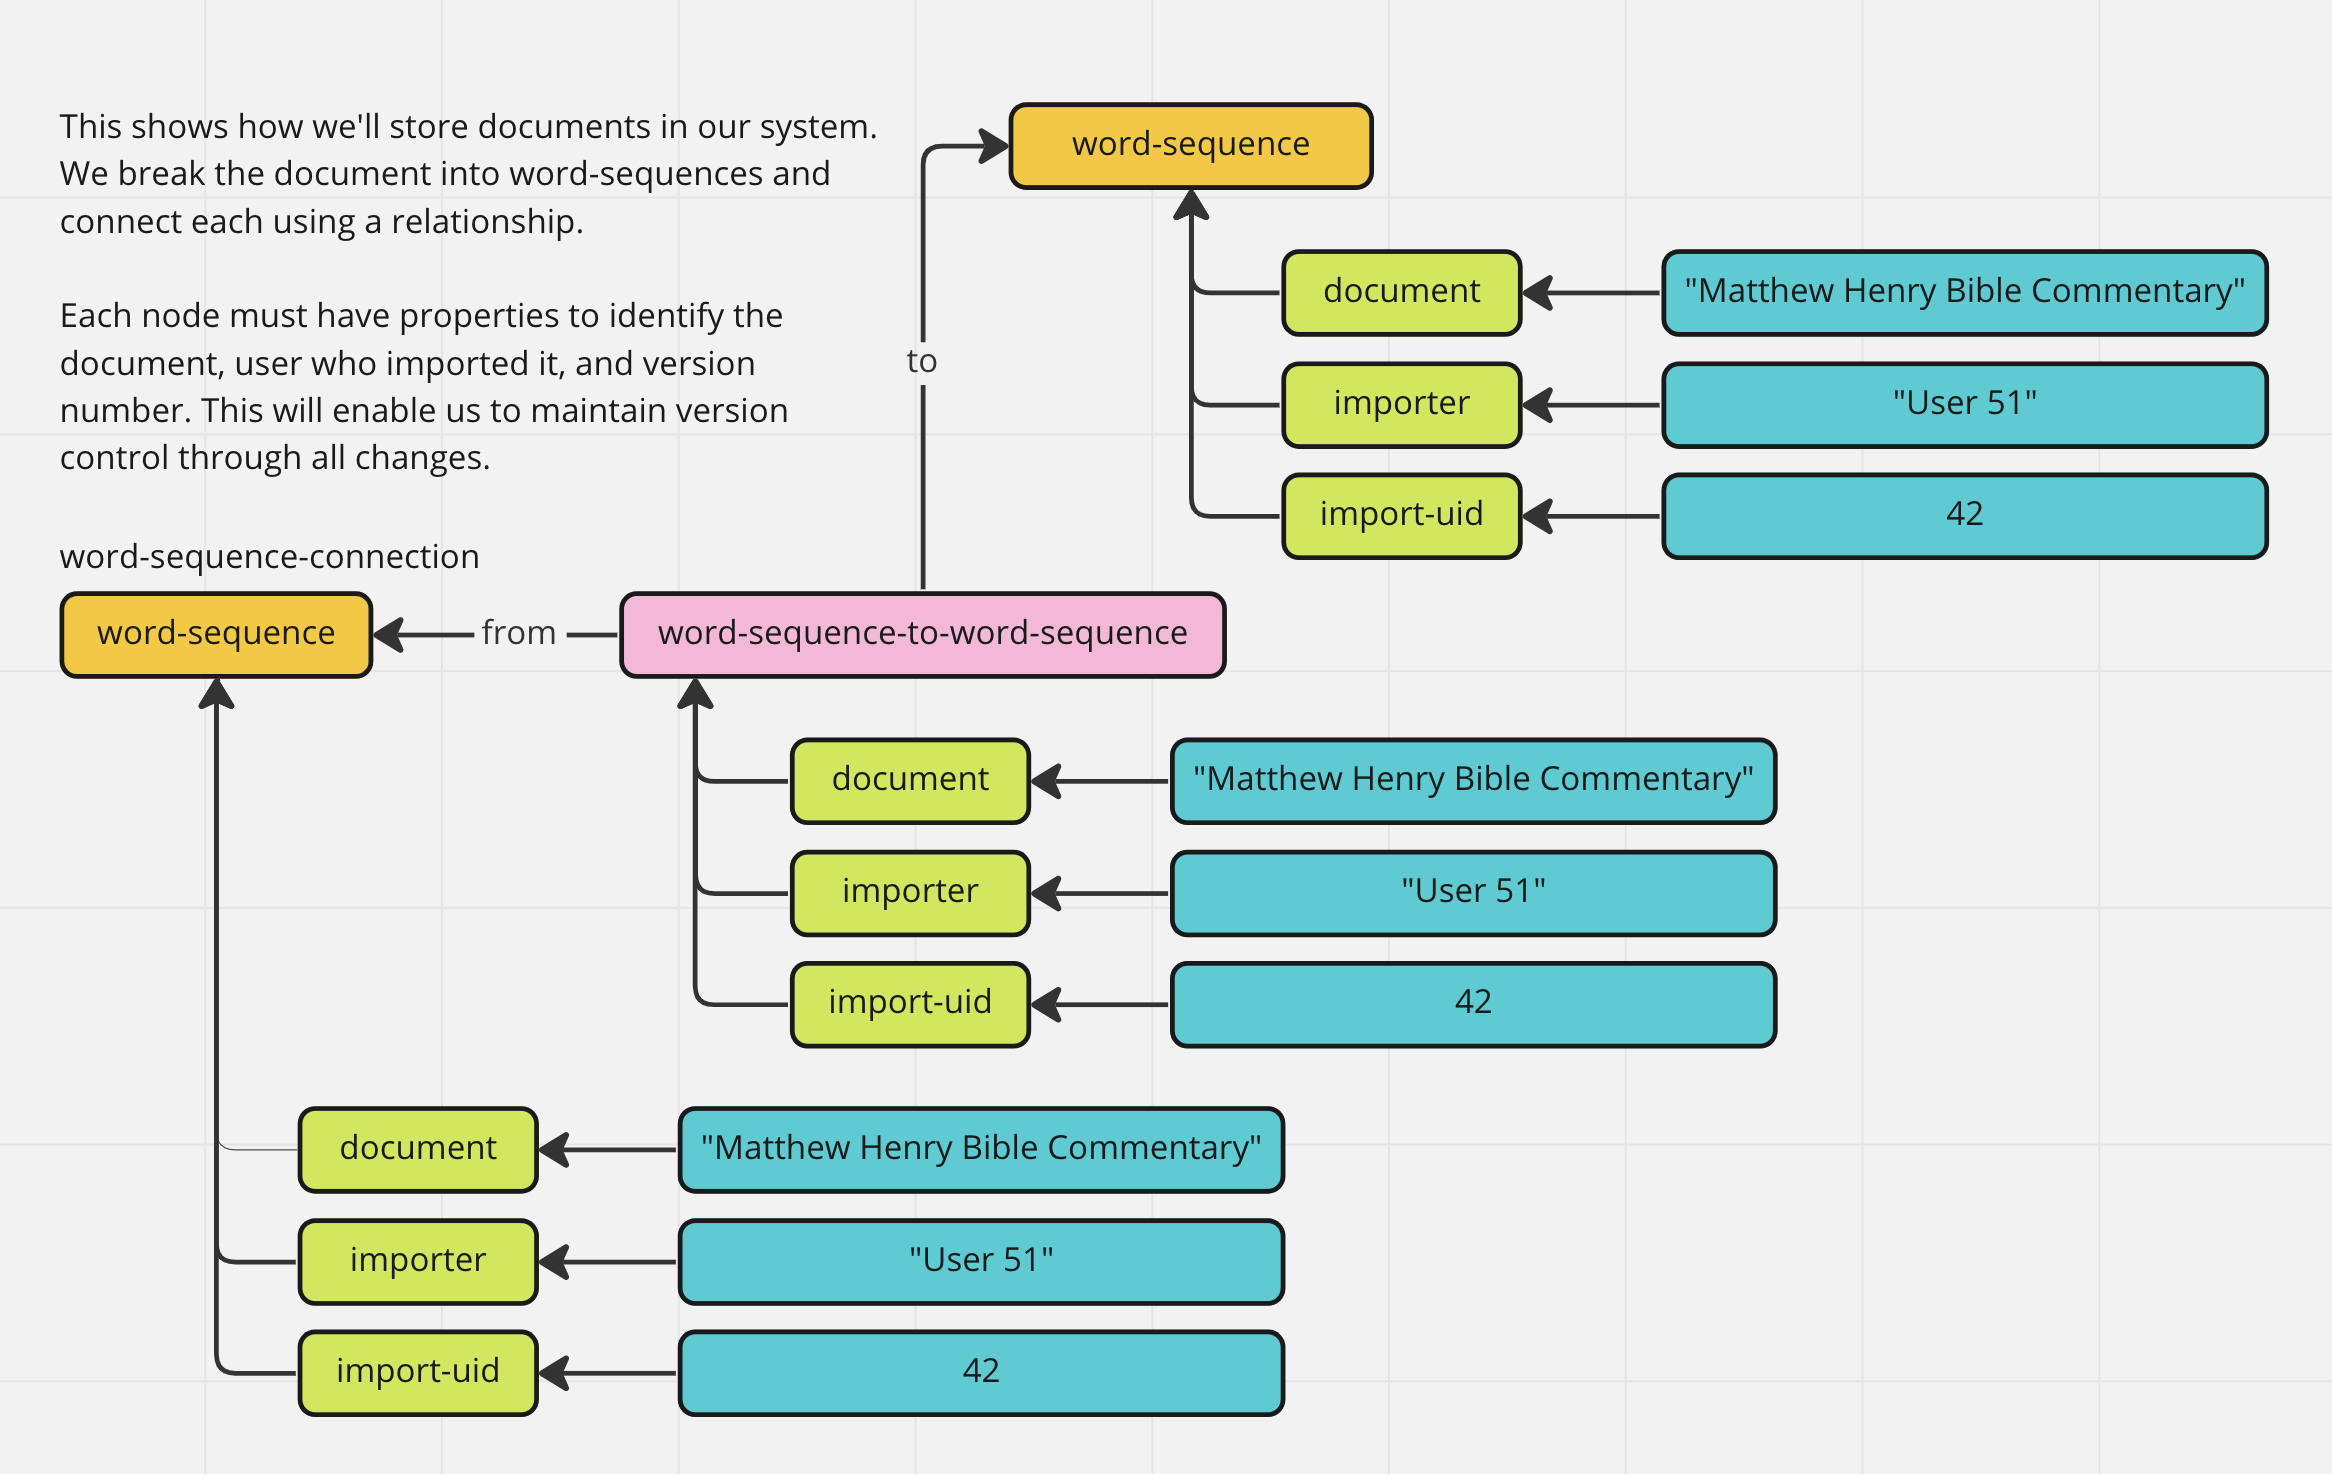 This shows how we'll store documents in our system.
We break the document into word-sequences and
connect each using a relationship.
Each node must have properties to identify the
document, user who imported it, and version
number. This will enable us to maintain version
control through all changes.
word-sequence
document
"Matthew Henry Bible Commentary"
importer
"User 51"
import-uid
42
to
word-sequence-connection
word-sequence
from
word-sequence-to-word-sequence
document
"Matthew Henry Bible Commentary"
importer
"User 51"
import-uid
42
document
"Matthew Henry Bible Commentary"
importer
"User 51"
import-uid
42